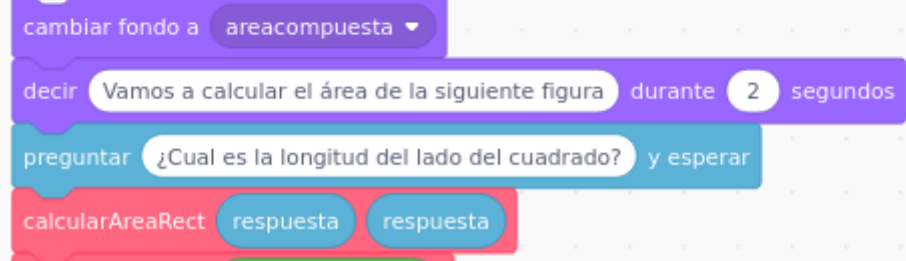 cambiar fondo a areacompuesta
decir Vamos a calcular el área de la siguiente figura durante 2 segundos
preguntar ¿Cual es la longitud del lado del cuadrado? y esperar
calcularAreaRect respuesta respuesta